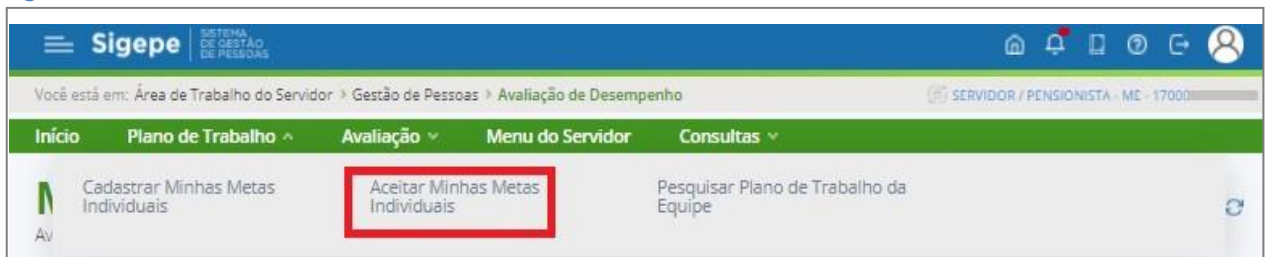 Sigepe SISTEMA
DE GESTÃO
DE PESSOAS
Você está em: Área de Trabalho do Servidor > Gestão de Pessoas > Avaliação de Desempenho SERVIDOR / PENSIONISTA - ME - 17000
Início Plano de Trabalho Avaliação Menu do Servidor Consultas
Cadastrar Minhas Metas Aceitar Minhas Metas Pesquisar Plano de Trabalho da
Individuais Individuais Equipe
Av